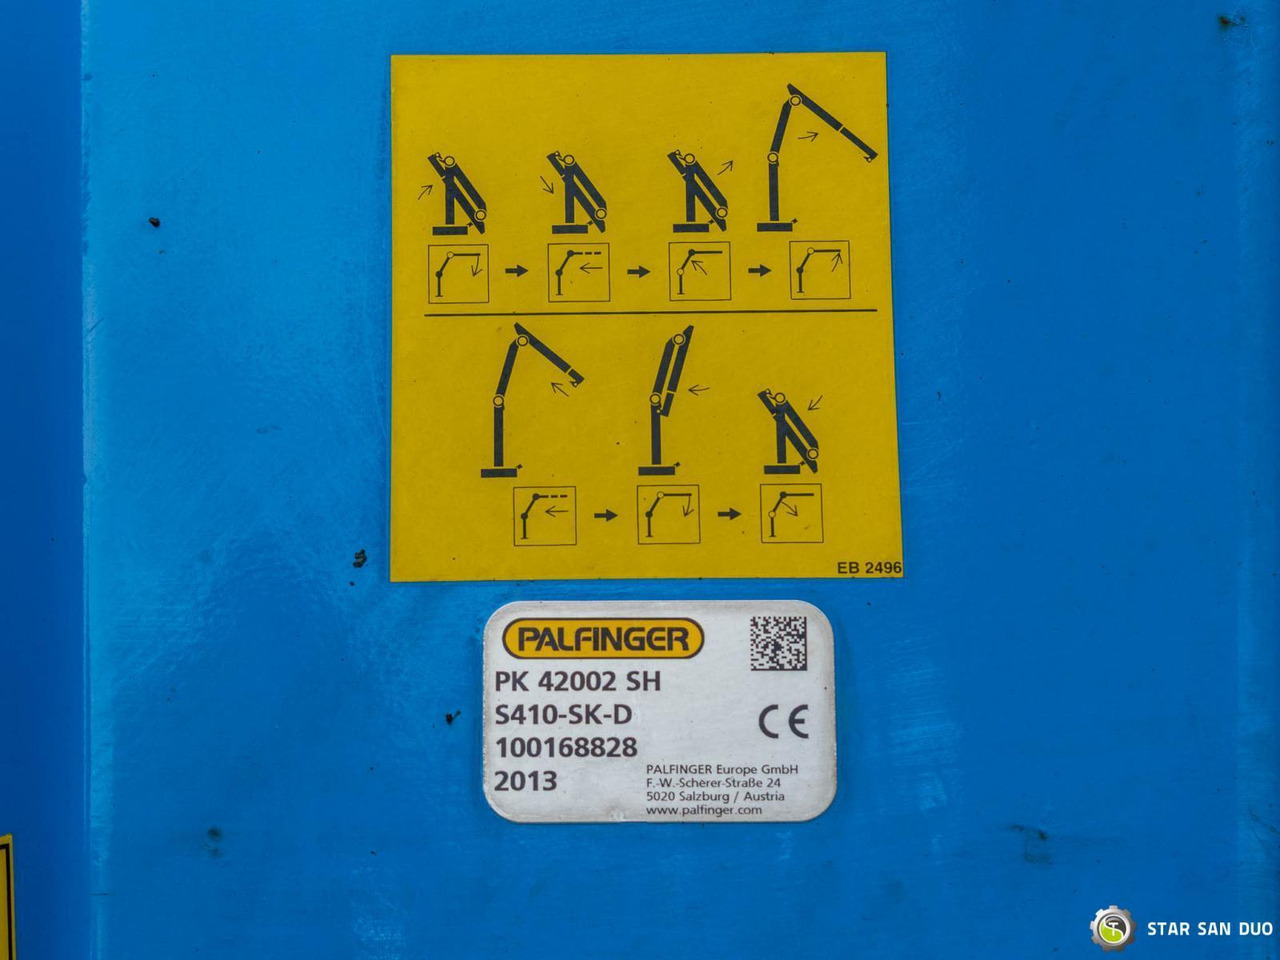 EB 2496
PALFINGER
PK 42002 SH
S410-SK-D
100168828
2013
CE
PALFINGER Europe GmbH
F.-W.-Scherer-Straße 24
5020 Salzburg / Austria
www.palfinger.com
STAR SAN DUO